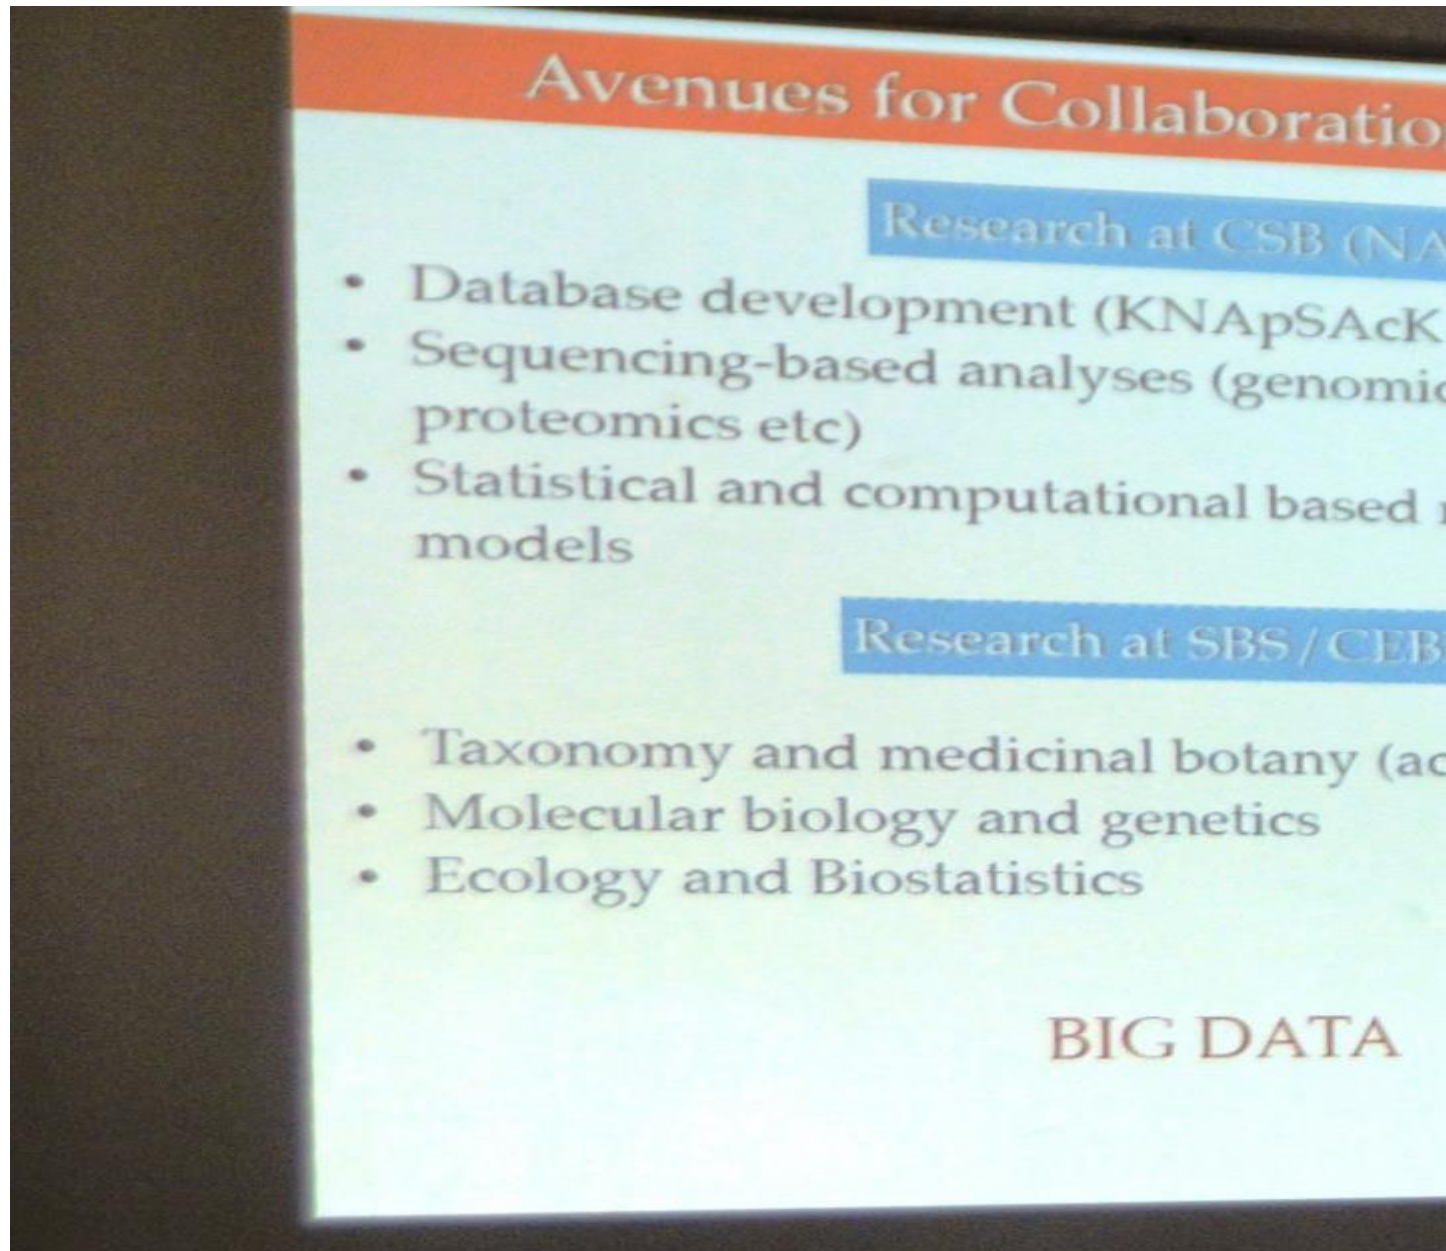 Avenues for Collaboratio
Research at CSB (NA
• Database development (KNApSAcK
• Sequencing-based analyses (genomic
proteomics etc)
• Statistical and computational based
models
Research at SBS/CEB
• Taxonomy and medicinal botany (ac
• Molecular biology and genetics
• Ecology and Biostatistics
BIG DATA